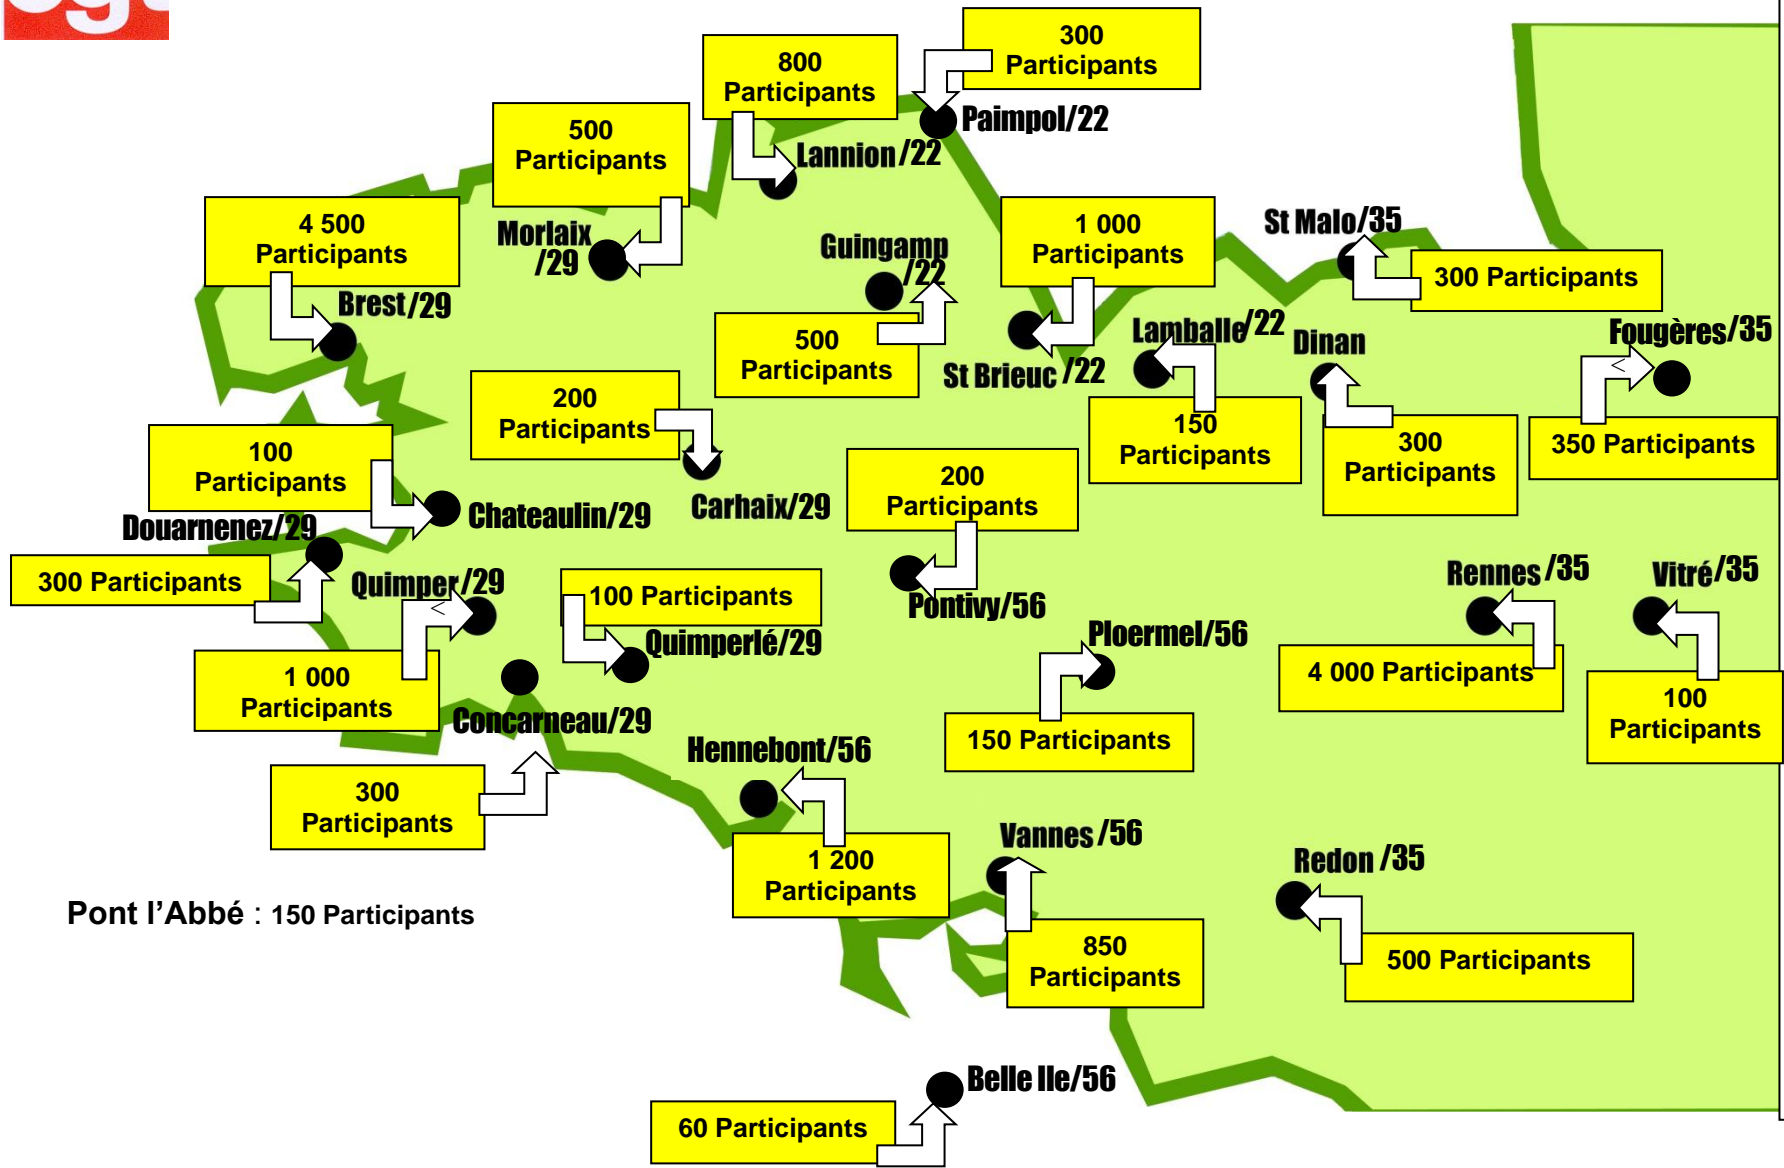 cgt
300
Participants
800
Participants
Paimpol/22
500
Participants
Lannion/22
4 500
Participants
Morlaix
/29
Guingamp
/22
1 000
Participants
St Malo/35
300 Participants
Brest/29
500
Participants
St Brieuc /22
Lamballe/22
Dinan
Fougères/35
<
200
Participants
150
Participants
300
Participants
350 Participants
100
Participants
Carhaix/29
200
Participants
Chateaulin/29
Douarnenez/29
300 Participants
Quimper/29
<
100 Participants
Pontivy/56
Rennes/35
Vitré/35
Quimperlé/29
Ploermel/56
1 000
Participants
4 000 Participants
100
Participants
Concarneau/29
150 Participants
Hennebont/56
300
Participants
1 200
Participants
Vannes /56
Redon /35
Pont l’Abbé : 150 Participants
850
Participants
500 Participants
Belle Ile/56
60 Participants